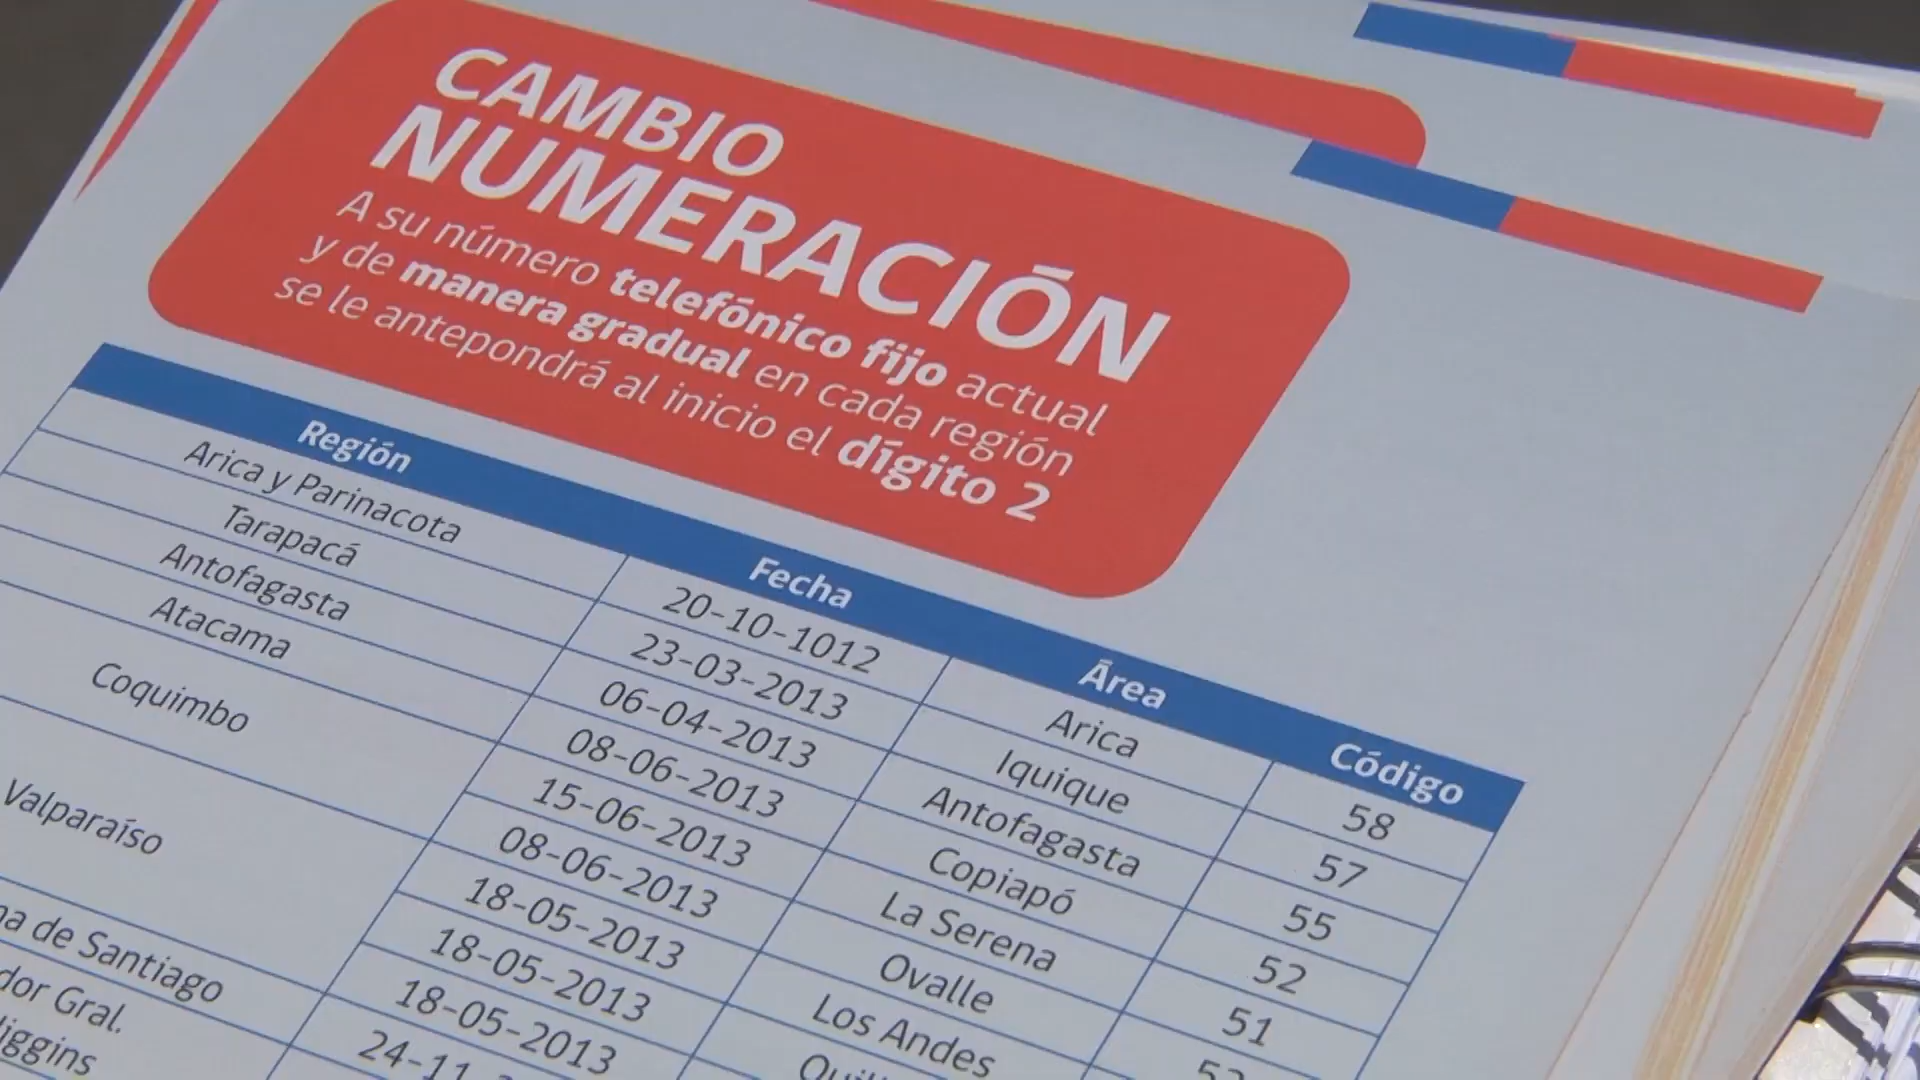 CAMBIO
NUMERACIÓN
A su número telefónico fijo actual
y de manera gradual en cada región
se le antepondrá al inicio el dígito 2
Región Fecha Área Código
Arica y Parinacota 20-10-1012 Arica 58
Tarapacá 23-03-2013 Iquique 57
Antofagasta 06-04-2013 Antofagasta 55
Atacama 08-06-2013 Copiapó 52
Coquimbo 15-06-2013 La Serena 51
08-06-2013 Ovalle
Valparaíso 18-05-2013 Los Andes
18-05-2013
18-05-2013
de Santiago 24-11
Gral.